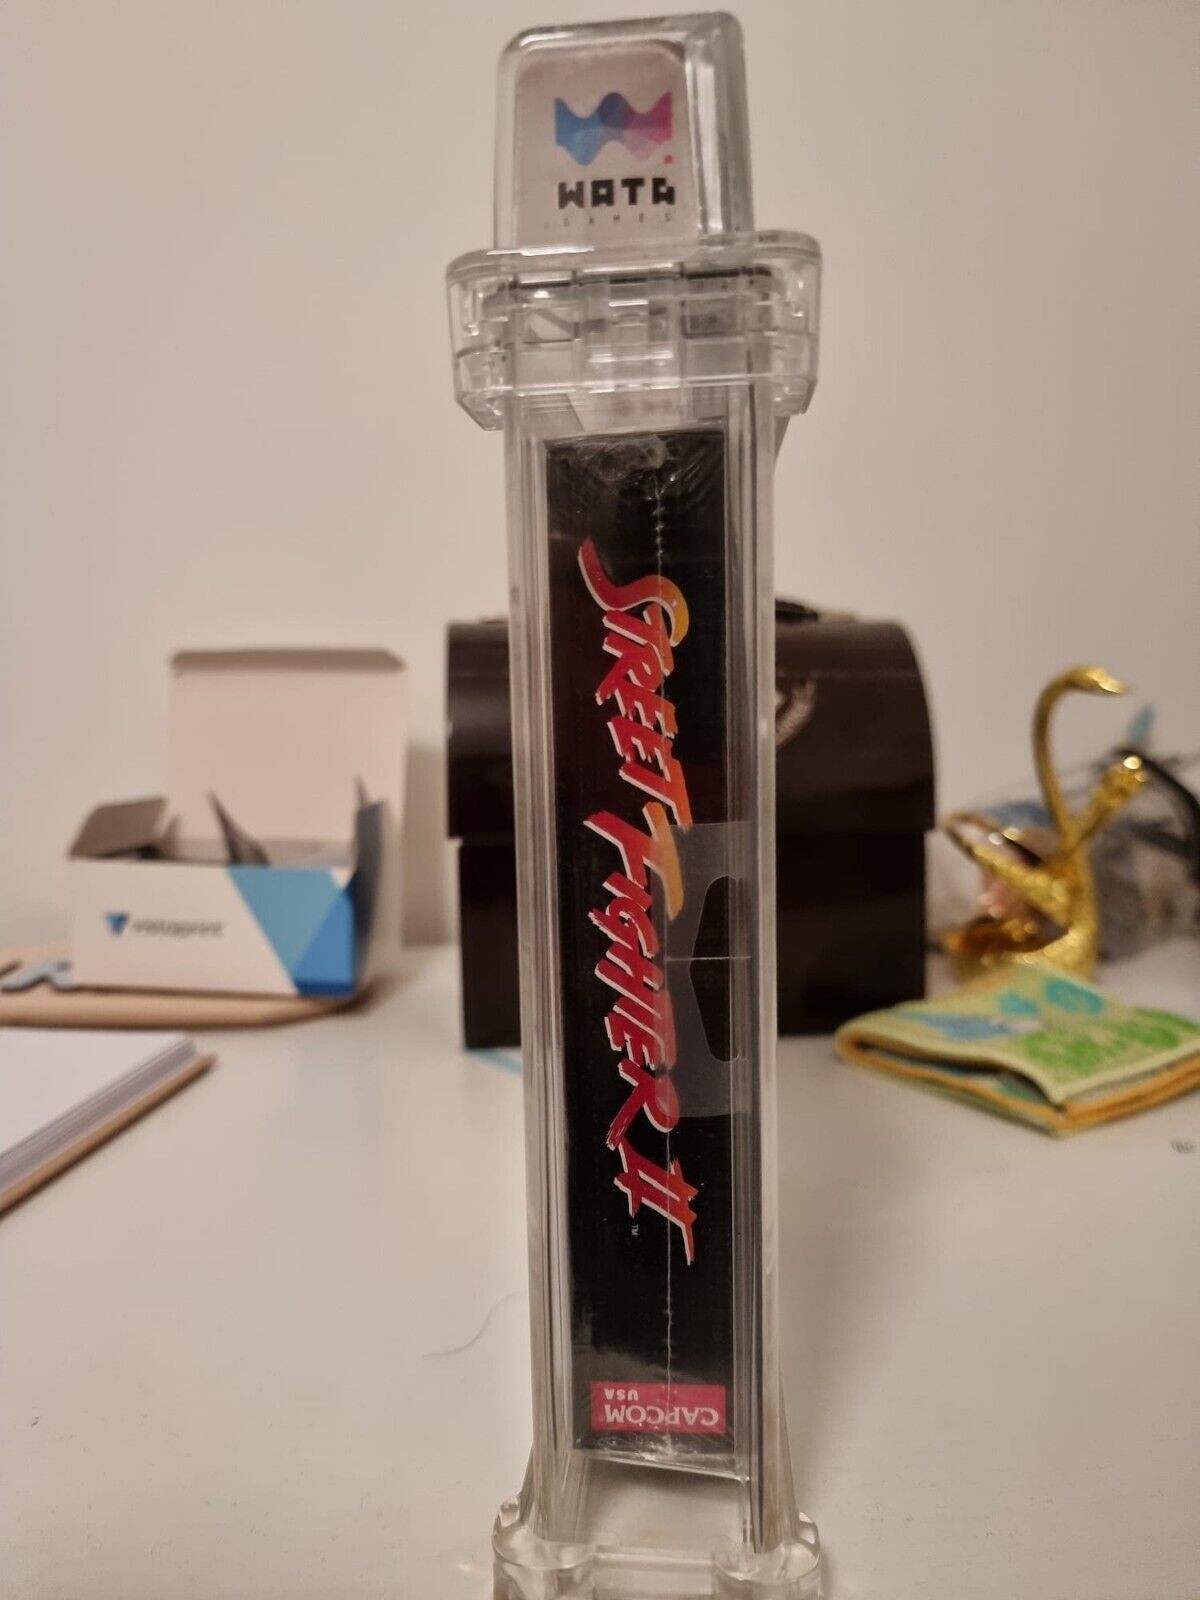 WATA
GAMES
STREET FIGHTER II
TM
CAPCOM
USA
vistaprint